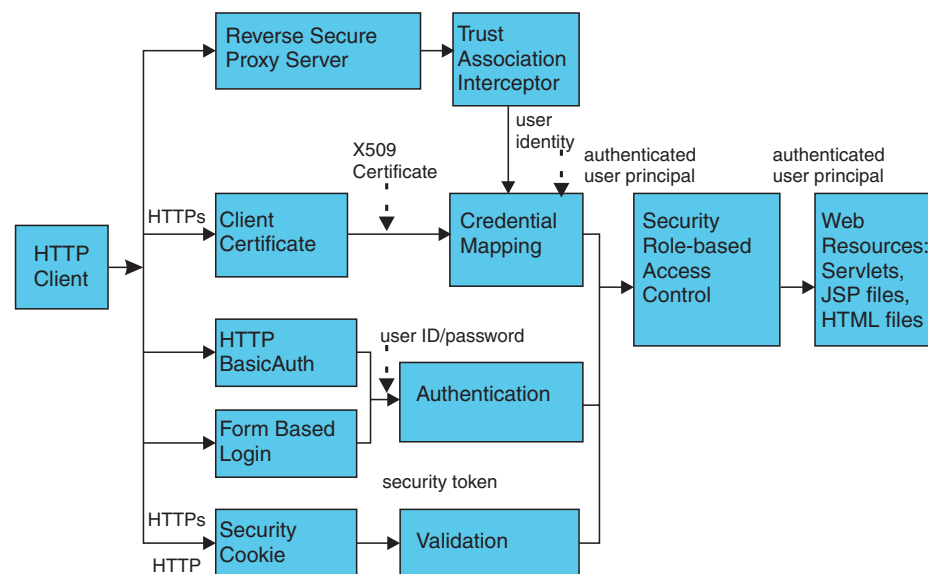 Reverse Secure
Proxy Server
Trust
Association
Interceptor
user
identity
X509
Certificate
authenticated
user principal
authenticated
user principal
HTTPs
Client
Certificate
Credential
Mapping
Security
Role-based
Access
Control
Web
Resources:
Servlets,
JSP files,
HTML files
HTTP
Client
HTTP
BasicAuth
user ID/password
Authentication
Form Based
Login
security token
HTTPs
HTTP
Security
Cookie
Validation